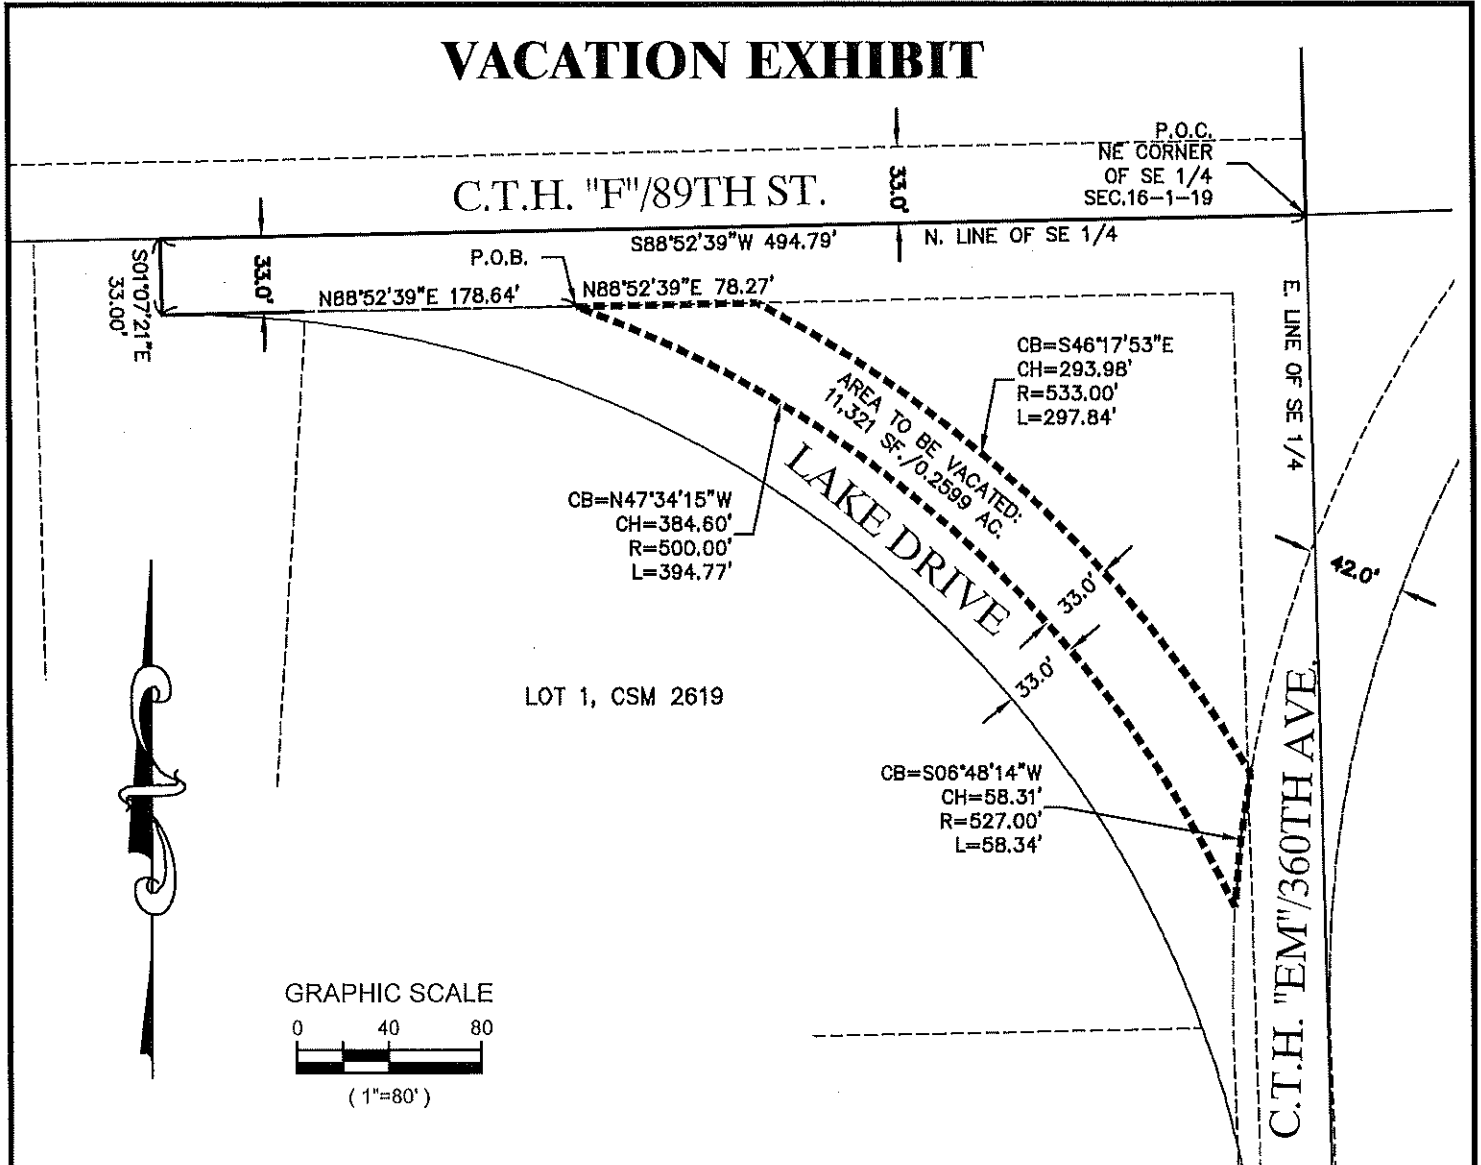 VACATION EXHIBIT
P.O.C.
NE CORNER
OF SE 1/4
SEC.16-1-19
C.T.H. "F"/89TH ST.
33.0'
S88°52'39"W 494.79'
N. LINE OF SE 1/4
P.O.B.
33.0'
S01°07'21"E
33.00'
N88°52'39"E 178.64'
N88°52'39"E 78.27'
E. LINE OF SE 1/4
CB=S46°17'53"E
CH=293.98'
R=533.00'
L=297.84'
AREA TO BE VACATED:
11,321 SF./0.2599 AC.
LAKE DRIVE
CB=N47°34'15"W
CH=384.60'
R=500.00'
L=394.77'
42.0'
33.0'
33.0'
LOT 1, CSM 2619
CB=S06°48'14"W
CH=58.31'
R=527.00'
L=58.34'
C.T.H. "EM"/360TH AVE.
GRAPHIC SCALE
0 40 80
( 1"=80' )